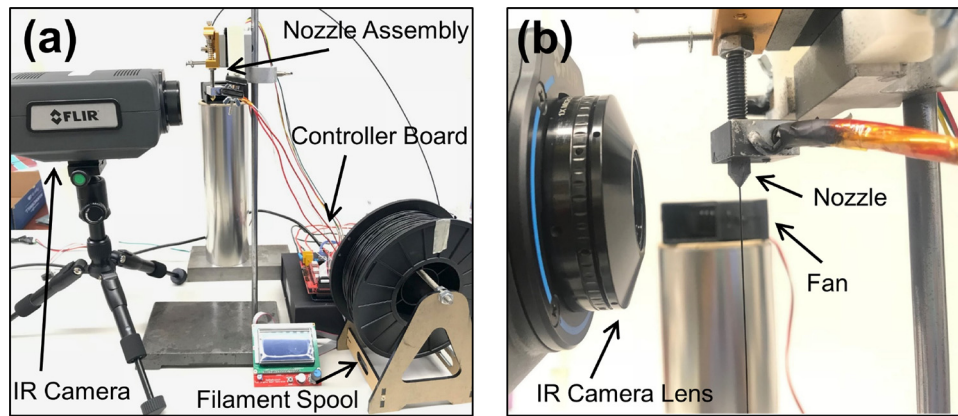 (a)
Nozzle Assembly
FLIR
Controller Board
IR Camera
Filament Spool
(b)
Nozzle
Fan
IR Camera Lens